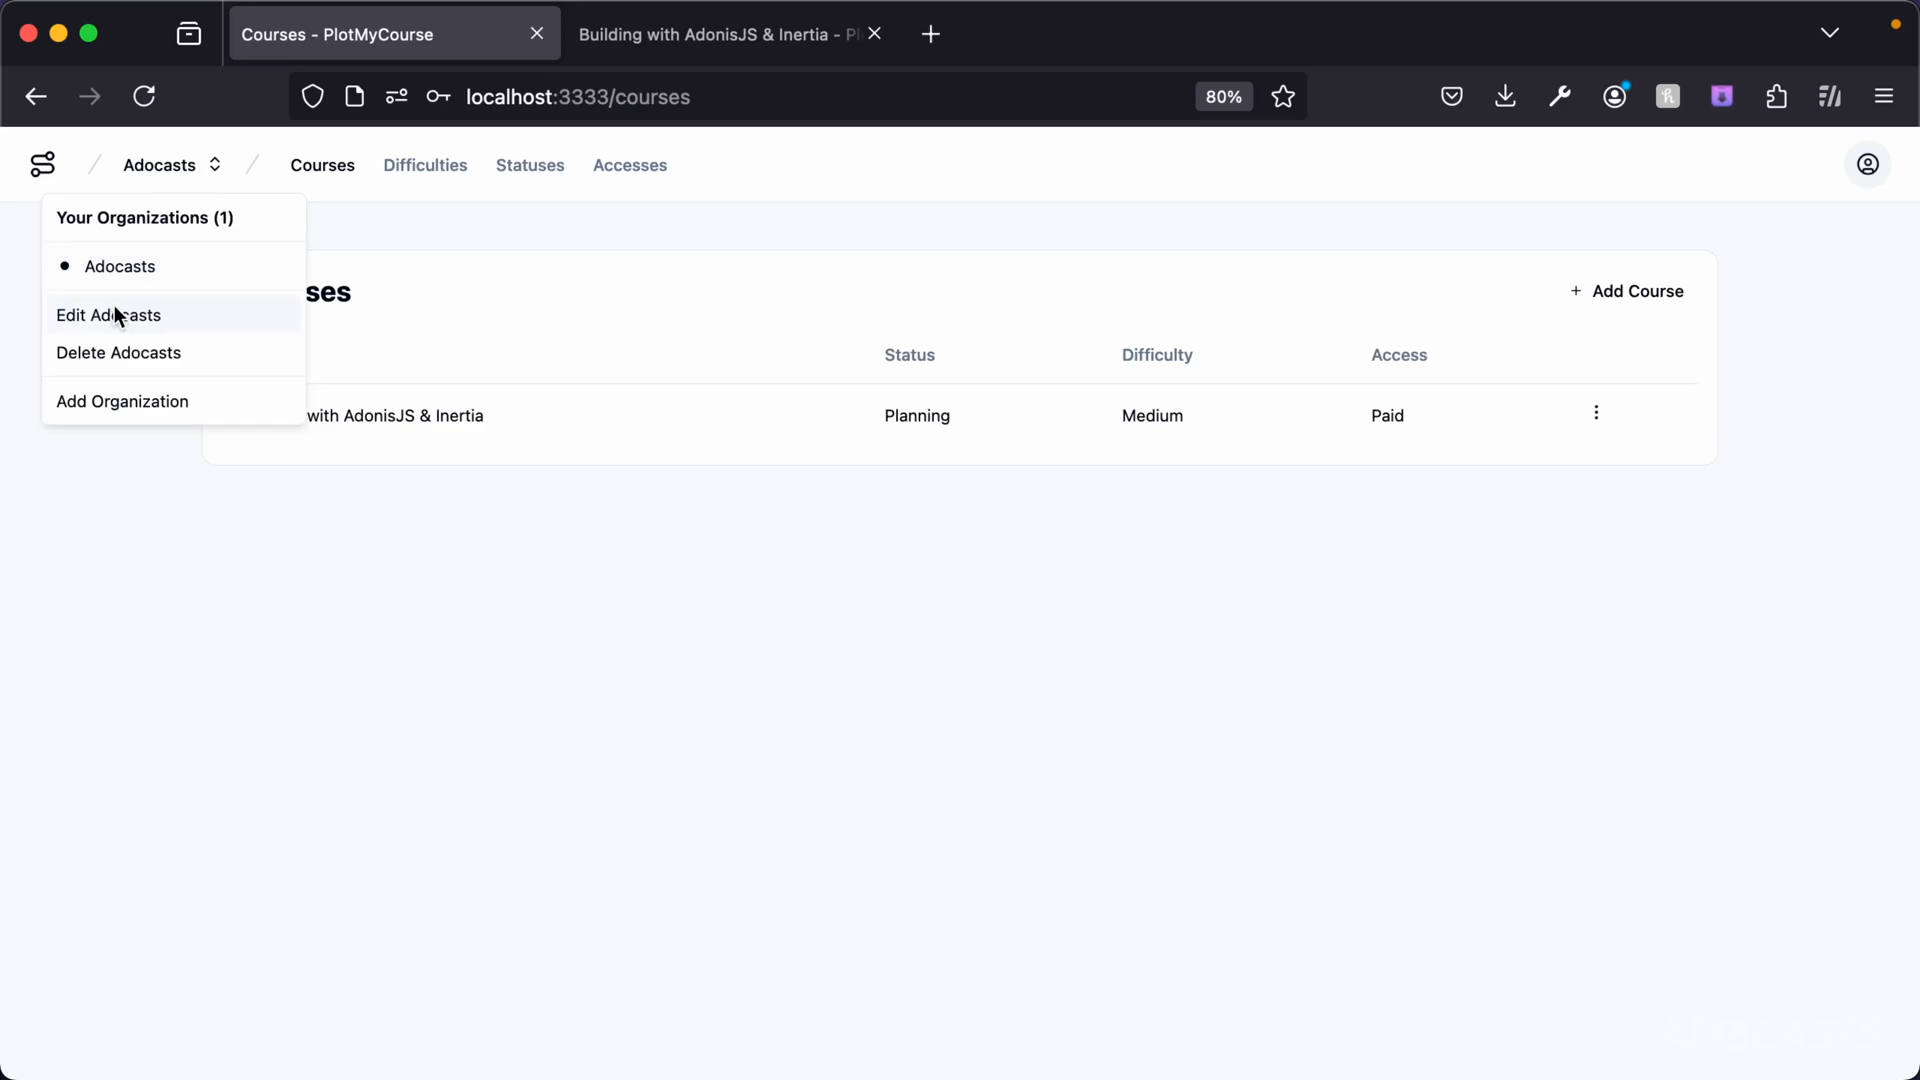 Courses - PlotMyCourse
Building with AdonisJS & Inertia - Pl
localhost:3333/courses
80%
Adocasts
Courses
Difficulties
Statuses
Accesses
Your Organizations (1)
Adocasts
Edit Adocasts
Delete Adocasts
Add Organization
ses
+ Add Course
Status
Difficulty
Access
with AdonisJS & Inertia
Planning
Medium
Paid